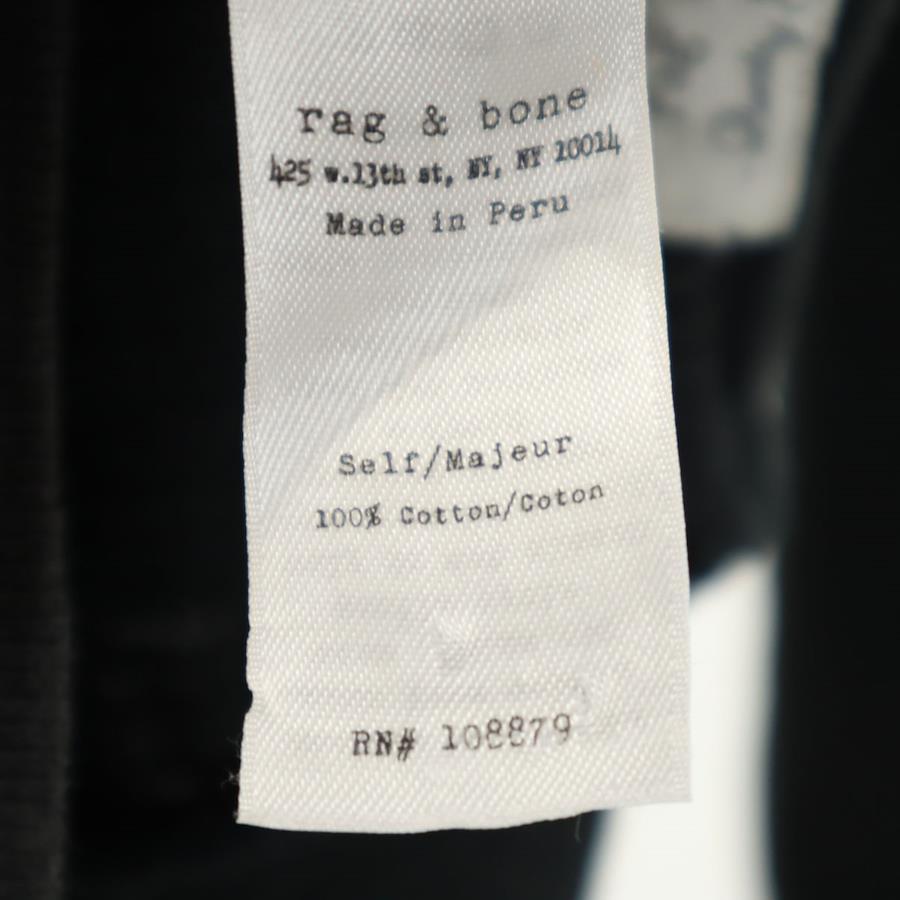 rag & bone
425 w.13th st, NY, NY 10014
Made in Peru
Self/Majeur
100% Cotton/Coton
RN# 108879